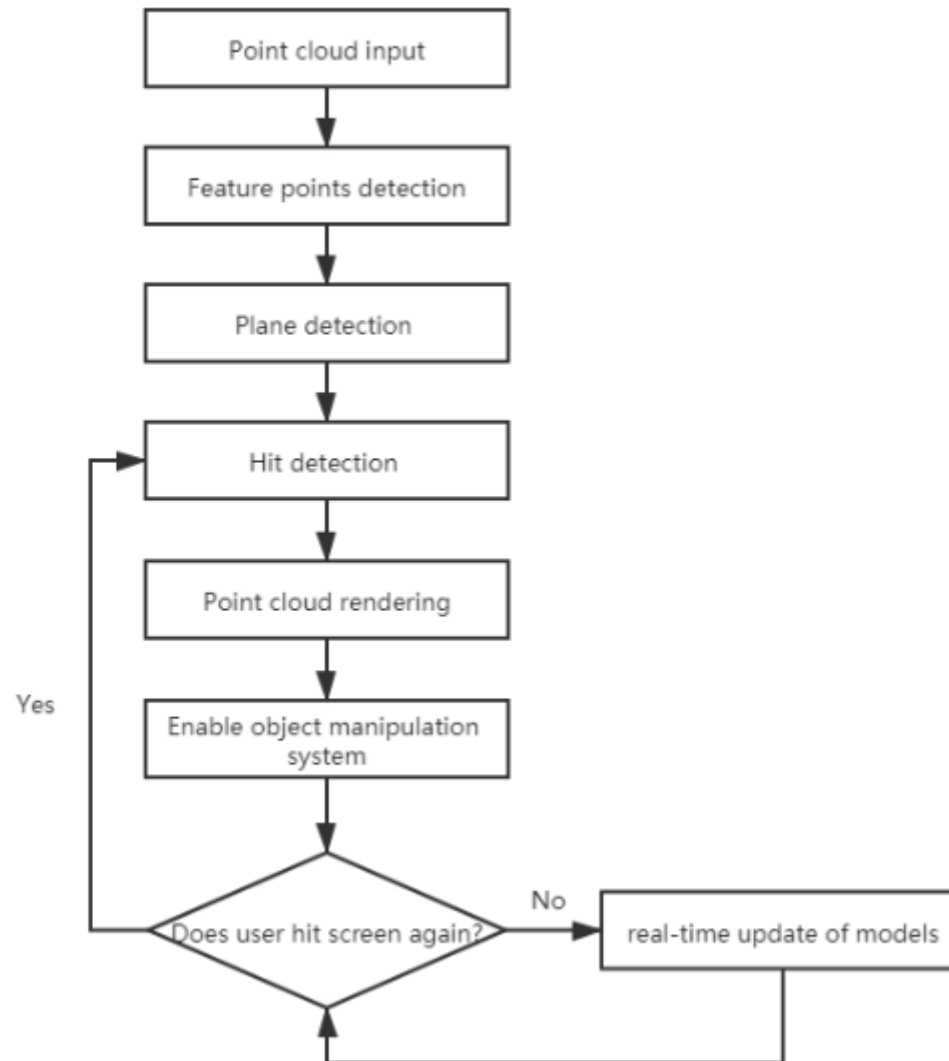 Point cloud input
Feature points detection
Plane detection
Hit detection
Point cloud rendering
Yes
Enable object manipulation
system
No
Does user hit screen again?
real-time update of models